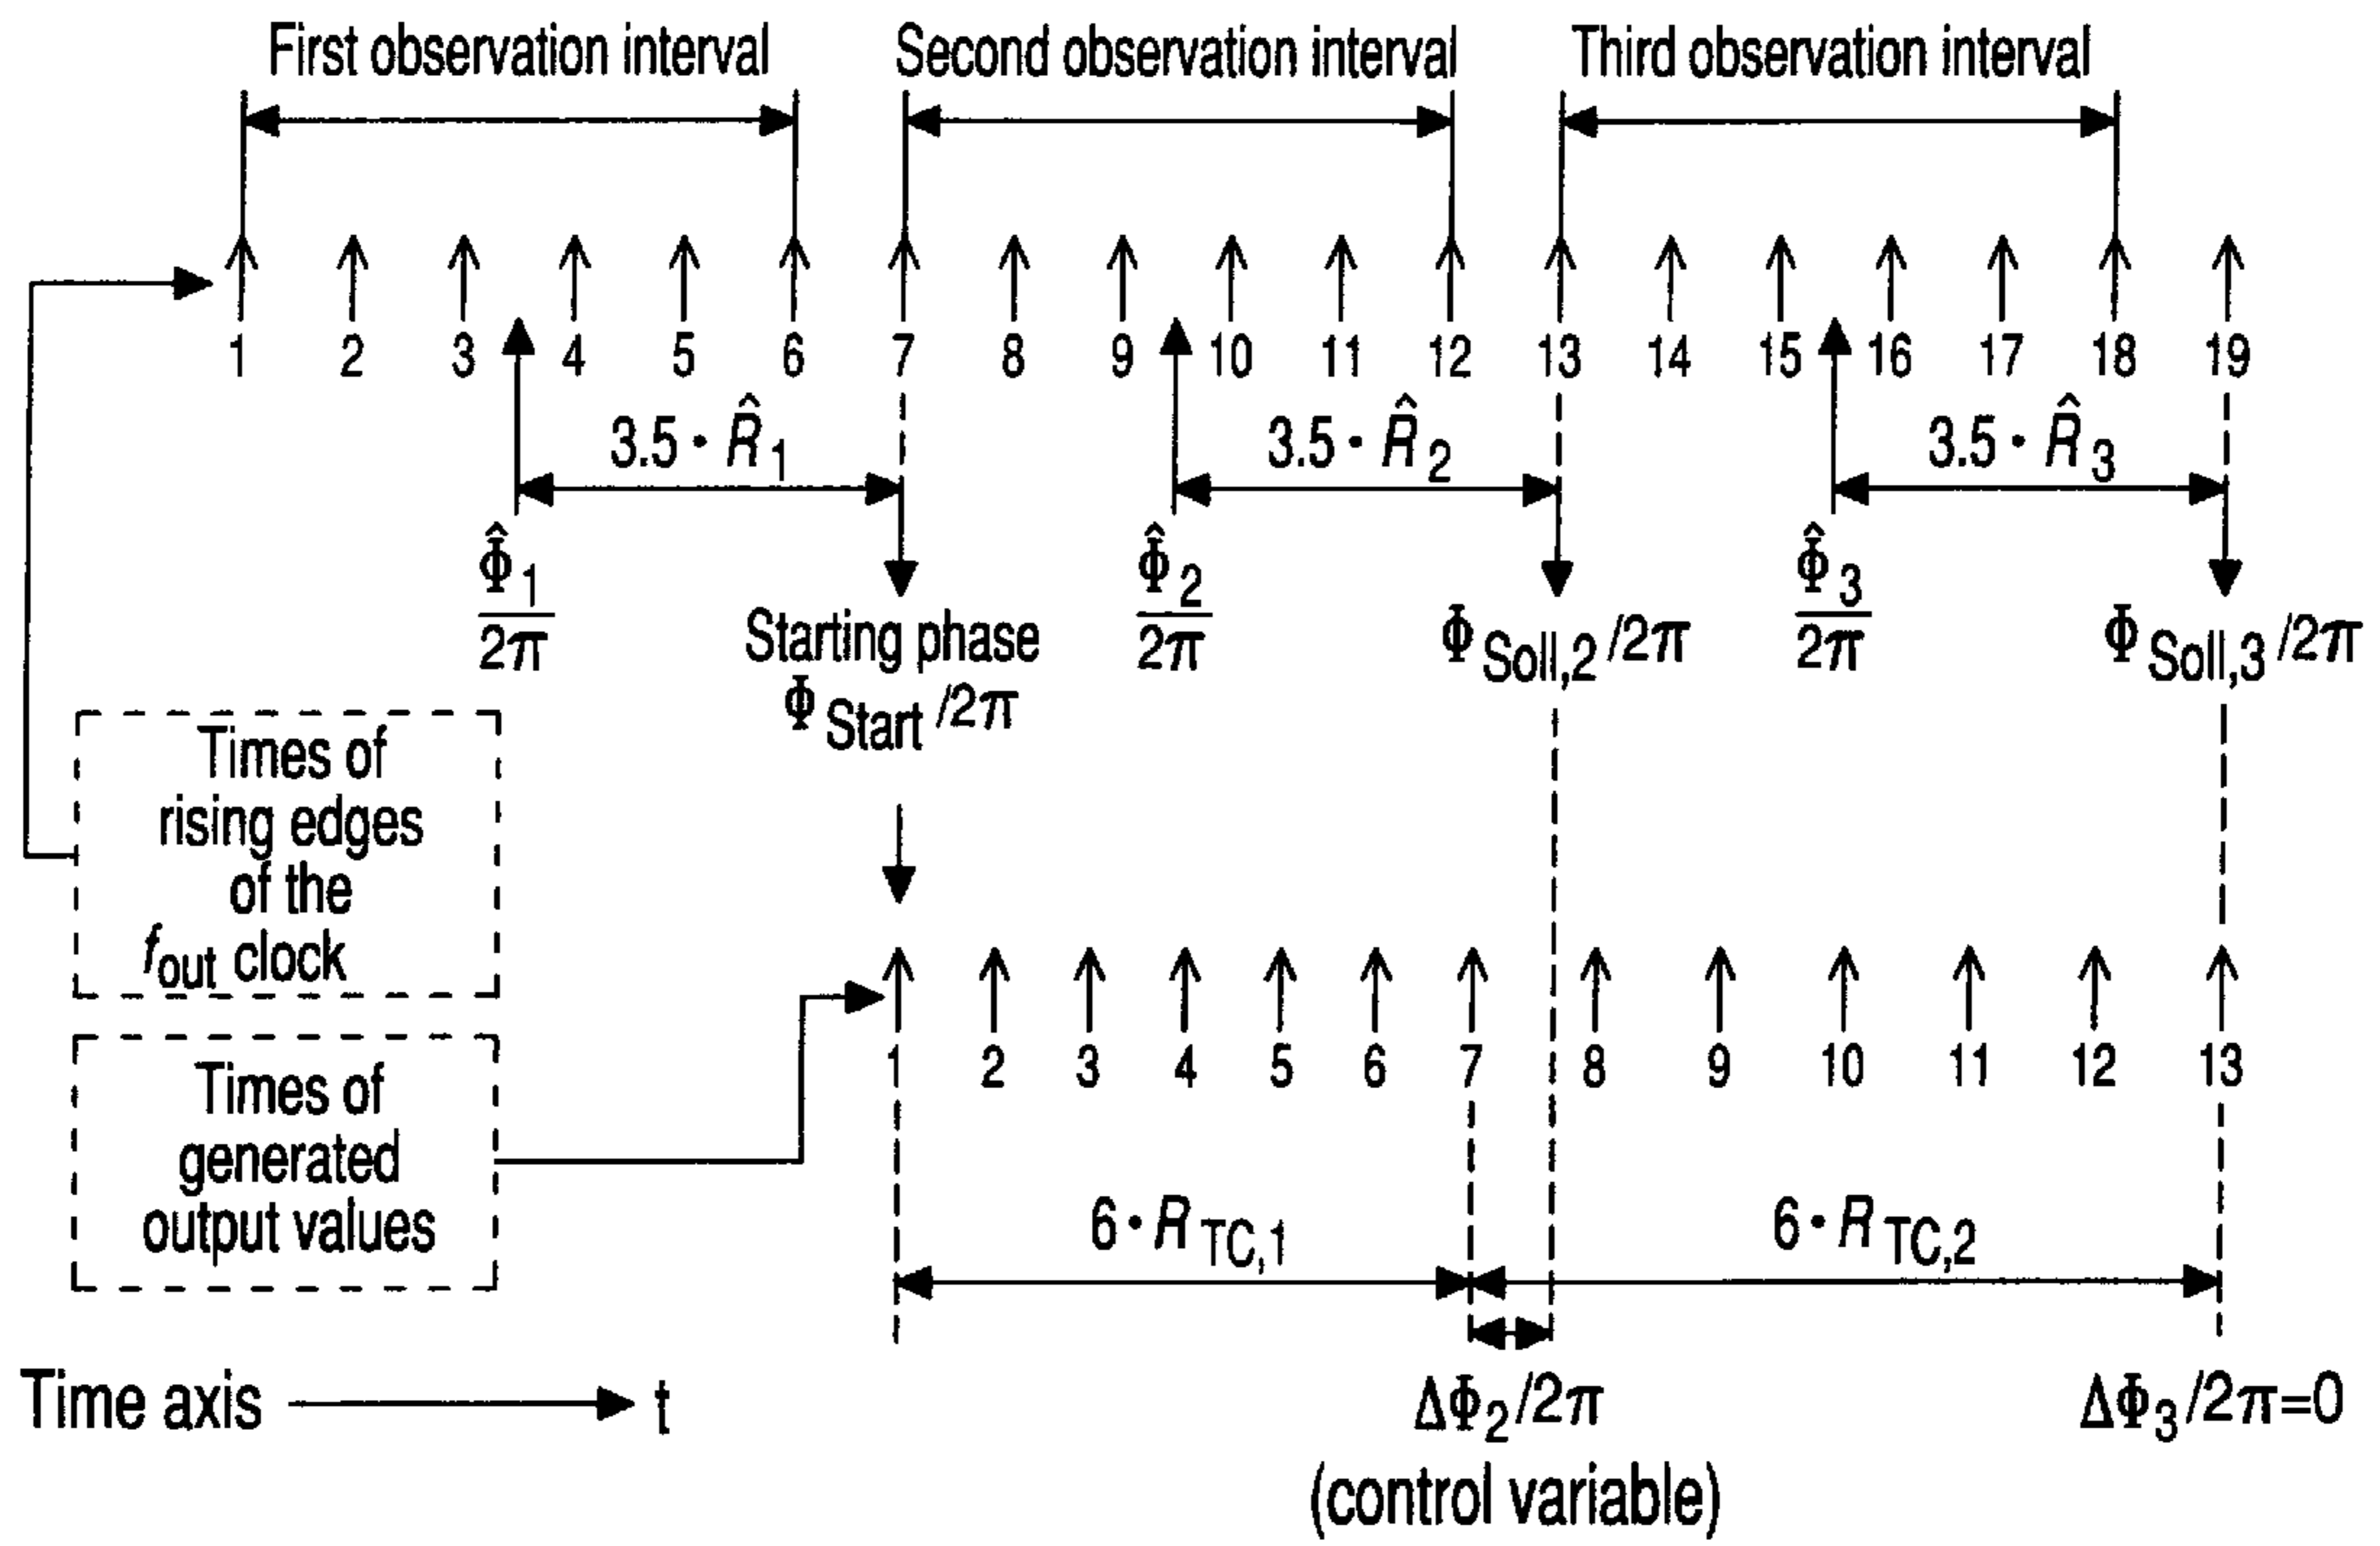 First observation interval Second observation interval Third observation interval
1 2 3 4 5 6 7 8 9 10 11 12 13 14 15 16 17 18 19
3.5 · R̂1 3.5 · R̂2 3.5 · R̂3
Φ̂1/2π Φ̂2/2π Φ̂3/2π
Starting phase
ΦStart/2π
ΦSoll,2/2π ΦSoll,3/2π
Times of
rising edges
of the
fout clock
1 2 3 4 5 6 7 8 9 10 11 12 13
Times of
generated
output values
6 · RTC,1 6 · RTC,2
Time axis t
ΔΦ2/2π ΔΦ3/2π=0
(control variable)